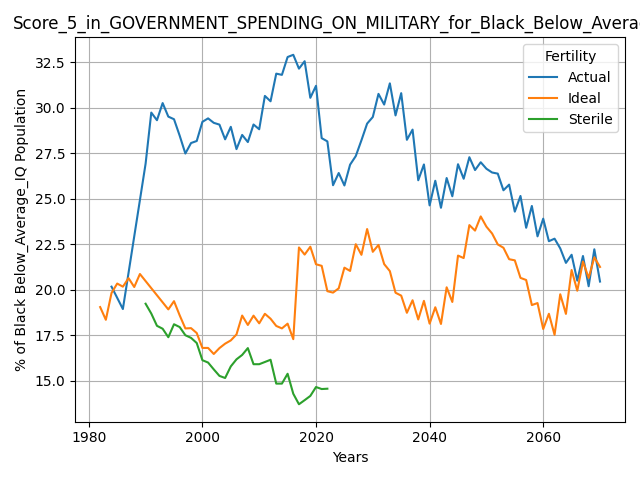 Score_5_in_GOVERNMENT_SPENDING_ON_MILITARY_for_Black_Below_Avera
Fertility
Actual
Ideal
Sterile
32.5
30.0
27.5
25.0
22.5
20.0
17.5
15.0
% of Black Below_Average_IQ Population
1980
2000
2020
2040
2060
Years